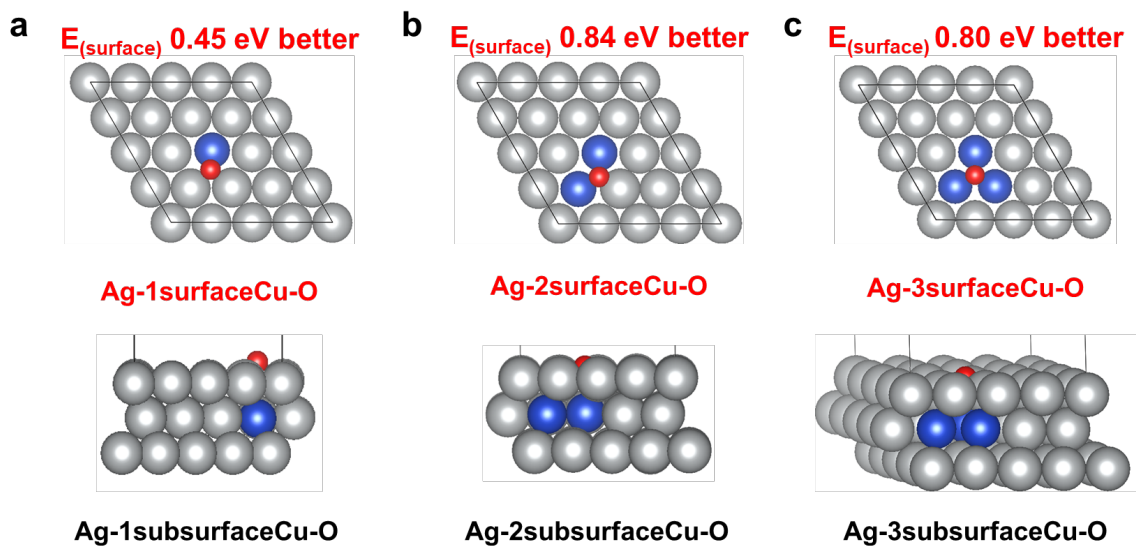 a
E(surface) 0.45 eV better
Ag-1surfaceCu-O
Ag-1subsurfaceCu-O
b
E(surface) 0.84 eV better
Ag-2surfaceCu-O
Ag-2subsurfaceCu-O
c
E(surface) 0.80 eV better
Ag-3surfaceCu-O
Ag-3subsurfaceCu-O